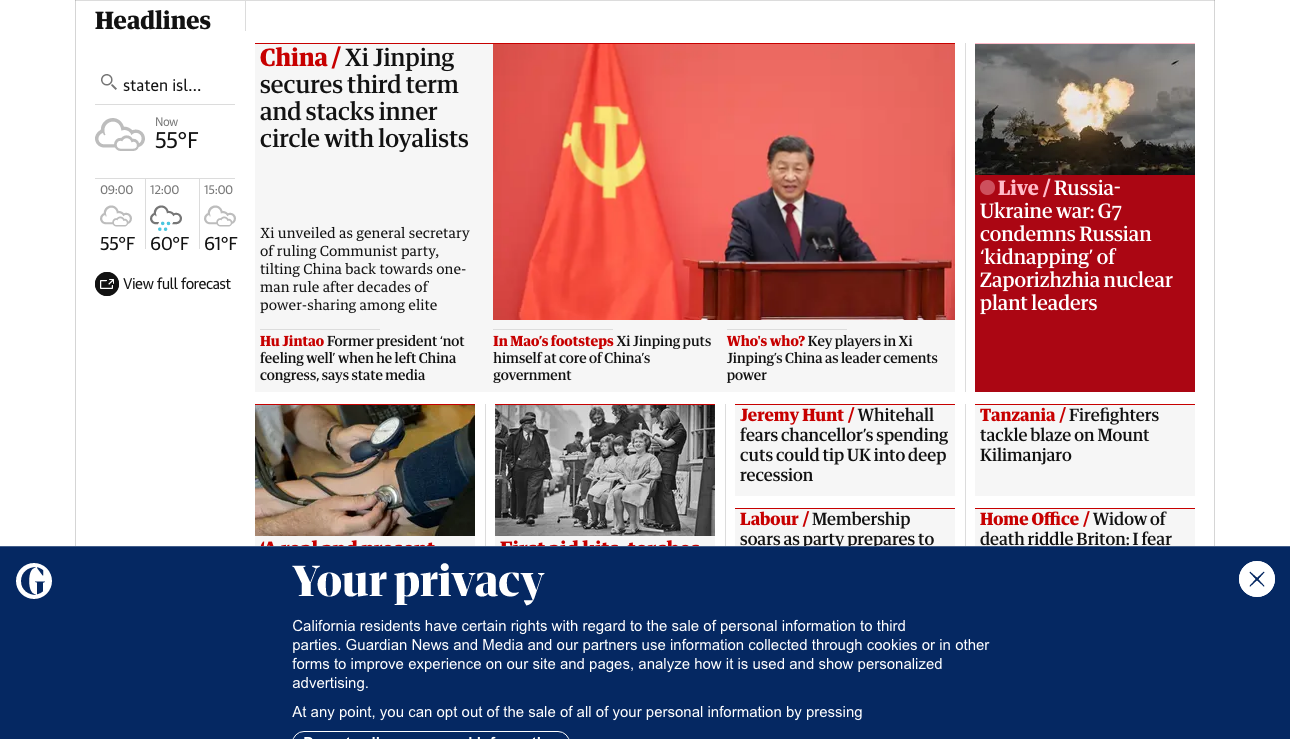 Headlines
staten isl...
Now
55°F
09:00
12:00
15:00
55°F
60°F
61°F
View full forecast
China / Xi Jinping
secures third term
and stacks inner
circle with loyalists
Xi unveiled as general secretary
of ruling Communist party,
tilting China back towards one-
man rule after decades of
power-sharing among elite
Hu Jintao Former president ‘not
feeling well’ when he left China
congress, says state media
In Mao’s footsteps Xi Jinping puts
himself at core of China’s
government
Who's who? Key players in Xi
Jinping’s China as leader cements
power
Live / Russia-
Ukraine war: G7
condemns Russian
‘kidnapping’ of
Zaporizhzhia nuclear
plant leaders
Jeremy Hunt / Whitehall
fears chancellor’s spending
cuts could tip UK into deep
recession
Tanzania / Firefighters
tackle blaze on Mount
Kilimanjaro
Labour / Membership
soars as party prepares to
Home Office / Widow of
death riddle Briton: I fear
Your privacy
California residents have certain rights with regard to the sale of personal information to third
parties. Guardian News and Media and our partners use information collected through cookies or in other
forms to improve experience on our site and pages, analyze how it is used and show personalized
advertising.
At any point, you can opt out of the sale of all of your personal information by pressing